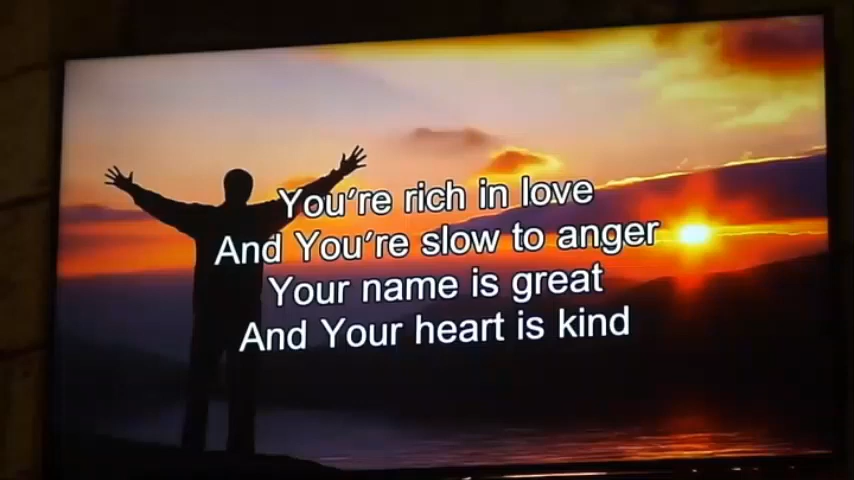 You're rich in love
And You're slow to anger
Your name is great
And Your heart is kind